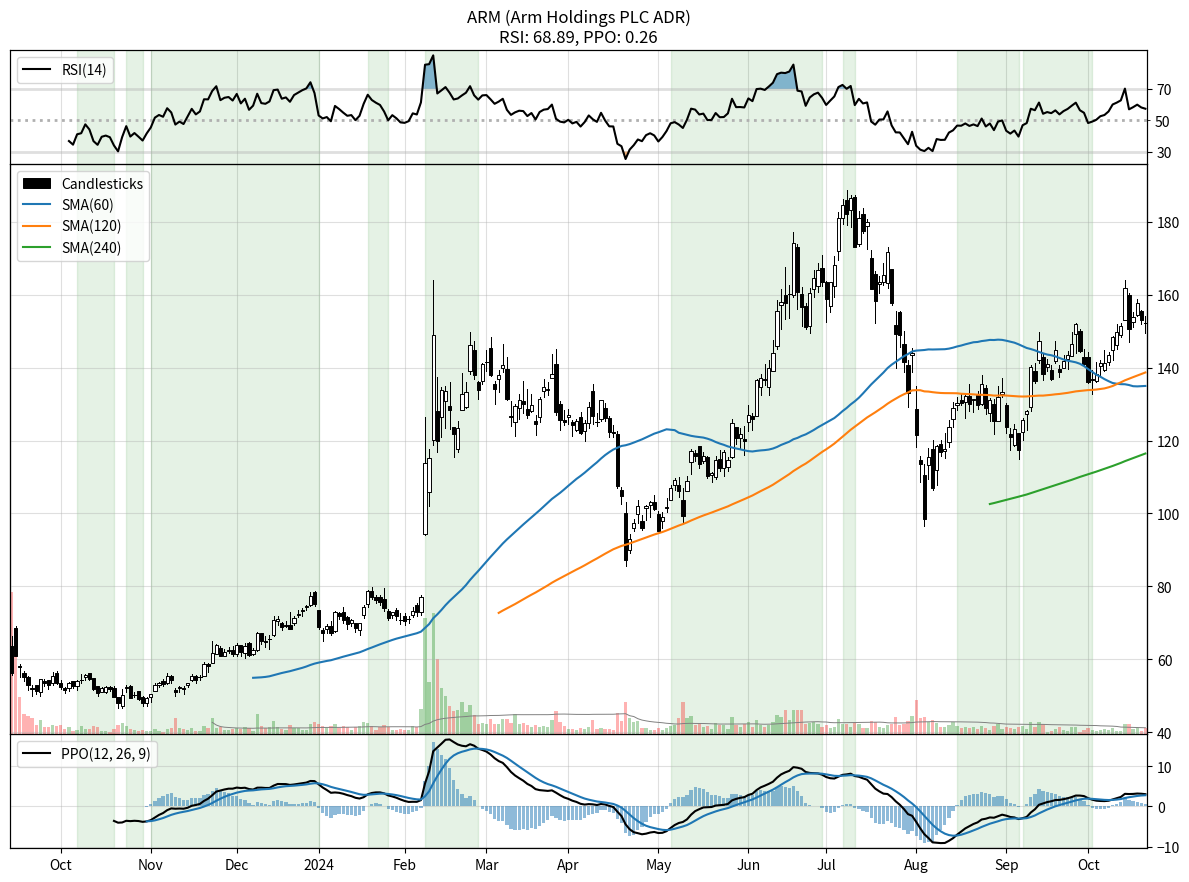 ARM (Arm Holdings PLC ADR)
RSI: 68.89, PPO: 0.26
RSI(14)
70
50
30
Candlesticks
SMA(60)
SMA(120)
SMA(240)
180
160
140
120
100
80
60
40
PPO(12, 26, 9)
10
0
−10
Oct Nov Dec 2024 Feb Mar Apr May Jun Jul Aug Sep Oct